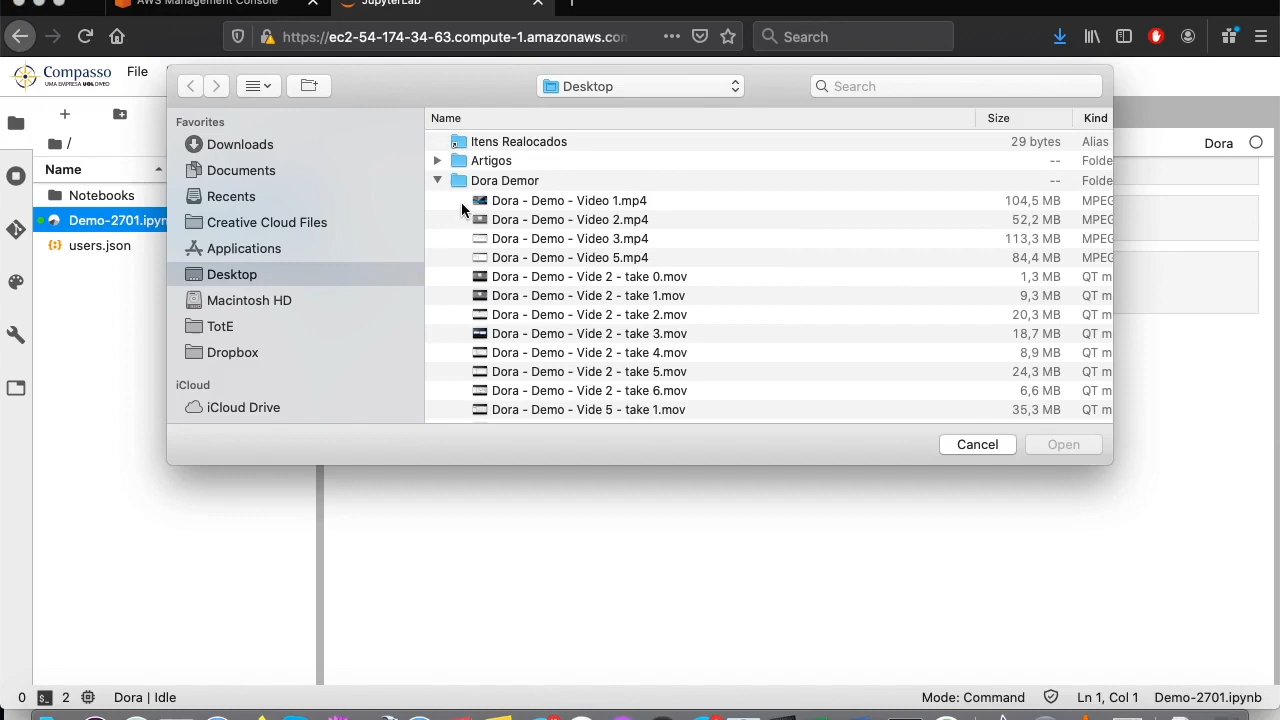 AWS Management Console
JupyterLab
https://ec2-54-174-34-63.compute-1.amazonaws.con
Search
Compasso
UMA EMPRESA UOL DIVEO
File
Desktop
Search
Favorites
Downloads
Documents
Recents
Creative Cloud Files
Applications
Desktop
Macintosh HD
TotE
Dropbox
iCloud
iCloud Drive
Name Size Kind
Itens Realocados 29 bytes Alias
Artigos -- Folde
Dora Demor -- Folde
Dora - Demo - Video 1.mp4 104,5 MB MPEG
Dora - Demo - Video 2.mp4 52,2 MB MPEG
Dora - Demo - Video 3.mp4 113,3 MB MPEG
Dora - Demo - Video 5.mp4 84,4 MB MPEG
Dora - Demo - Vide 2 - take 0.mov 1,3 MB QT m
Dora - Demo - Vide 2 - take 1.mov 9,3 MB QT m
Dora - Demo - Vide 2 - take 2.mov 20,3 MB QT m
Dora - Demo - Vide 2 - take 3.mov 18,7 MB QT m
Dora - Demo - Vide 2 - take 4.mov 8,9 MB QT m
Dora - Demo - Vide 2 - take 5.mov 24,3 MB QT m
Dora - Demo - Vide 2 - take 6.mov 6,6 MB QT m
Dora - Demo - Vide 5 - take 1.mov 35,3 MB QT m
Cancel Open
/
Name
Notebooks
Demo-2701.ipyn
users.json
Dora
0 2 Dora | Idle Mode: Command Ln 1, Col 1 Demo-2701.ipynb